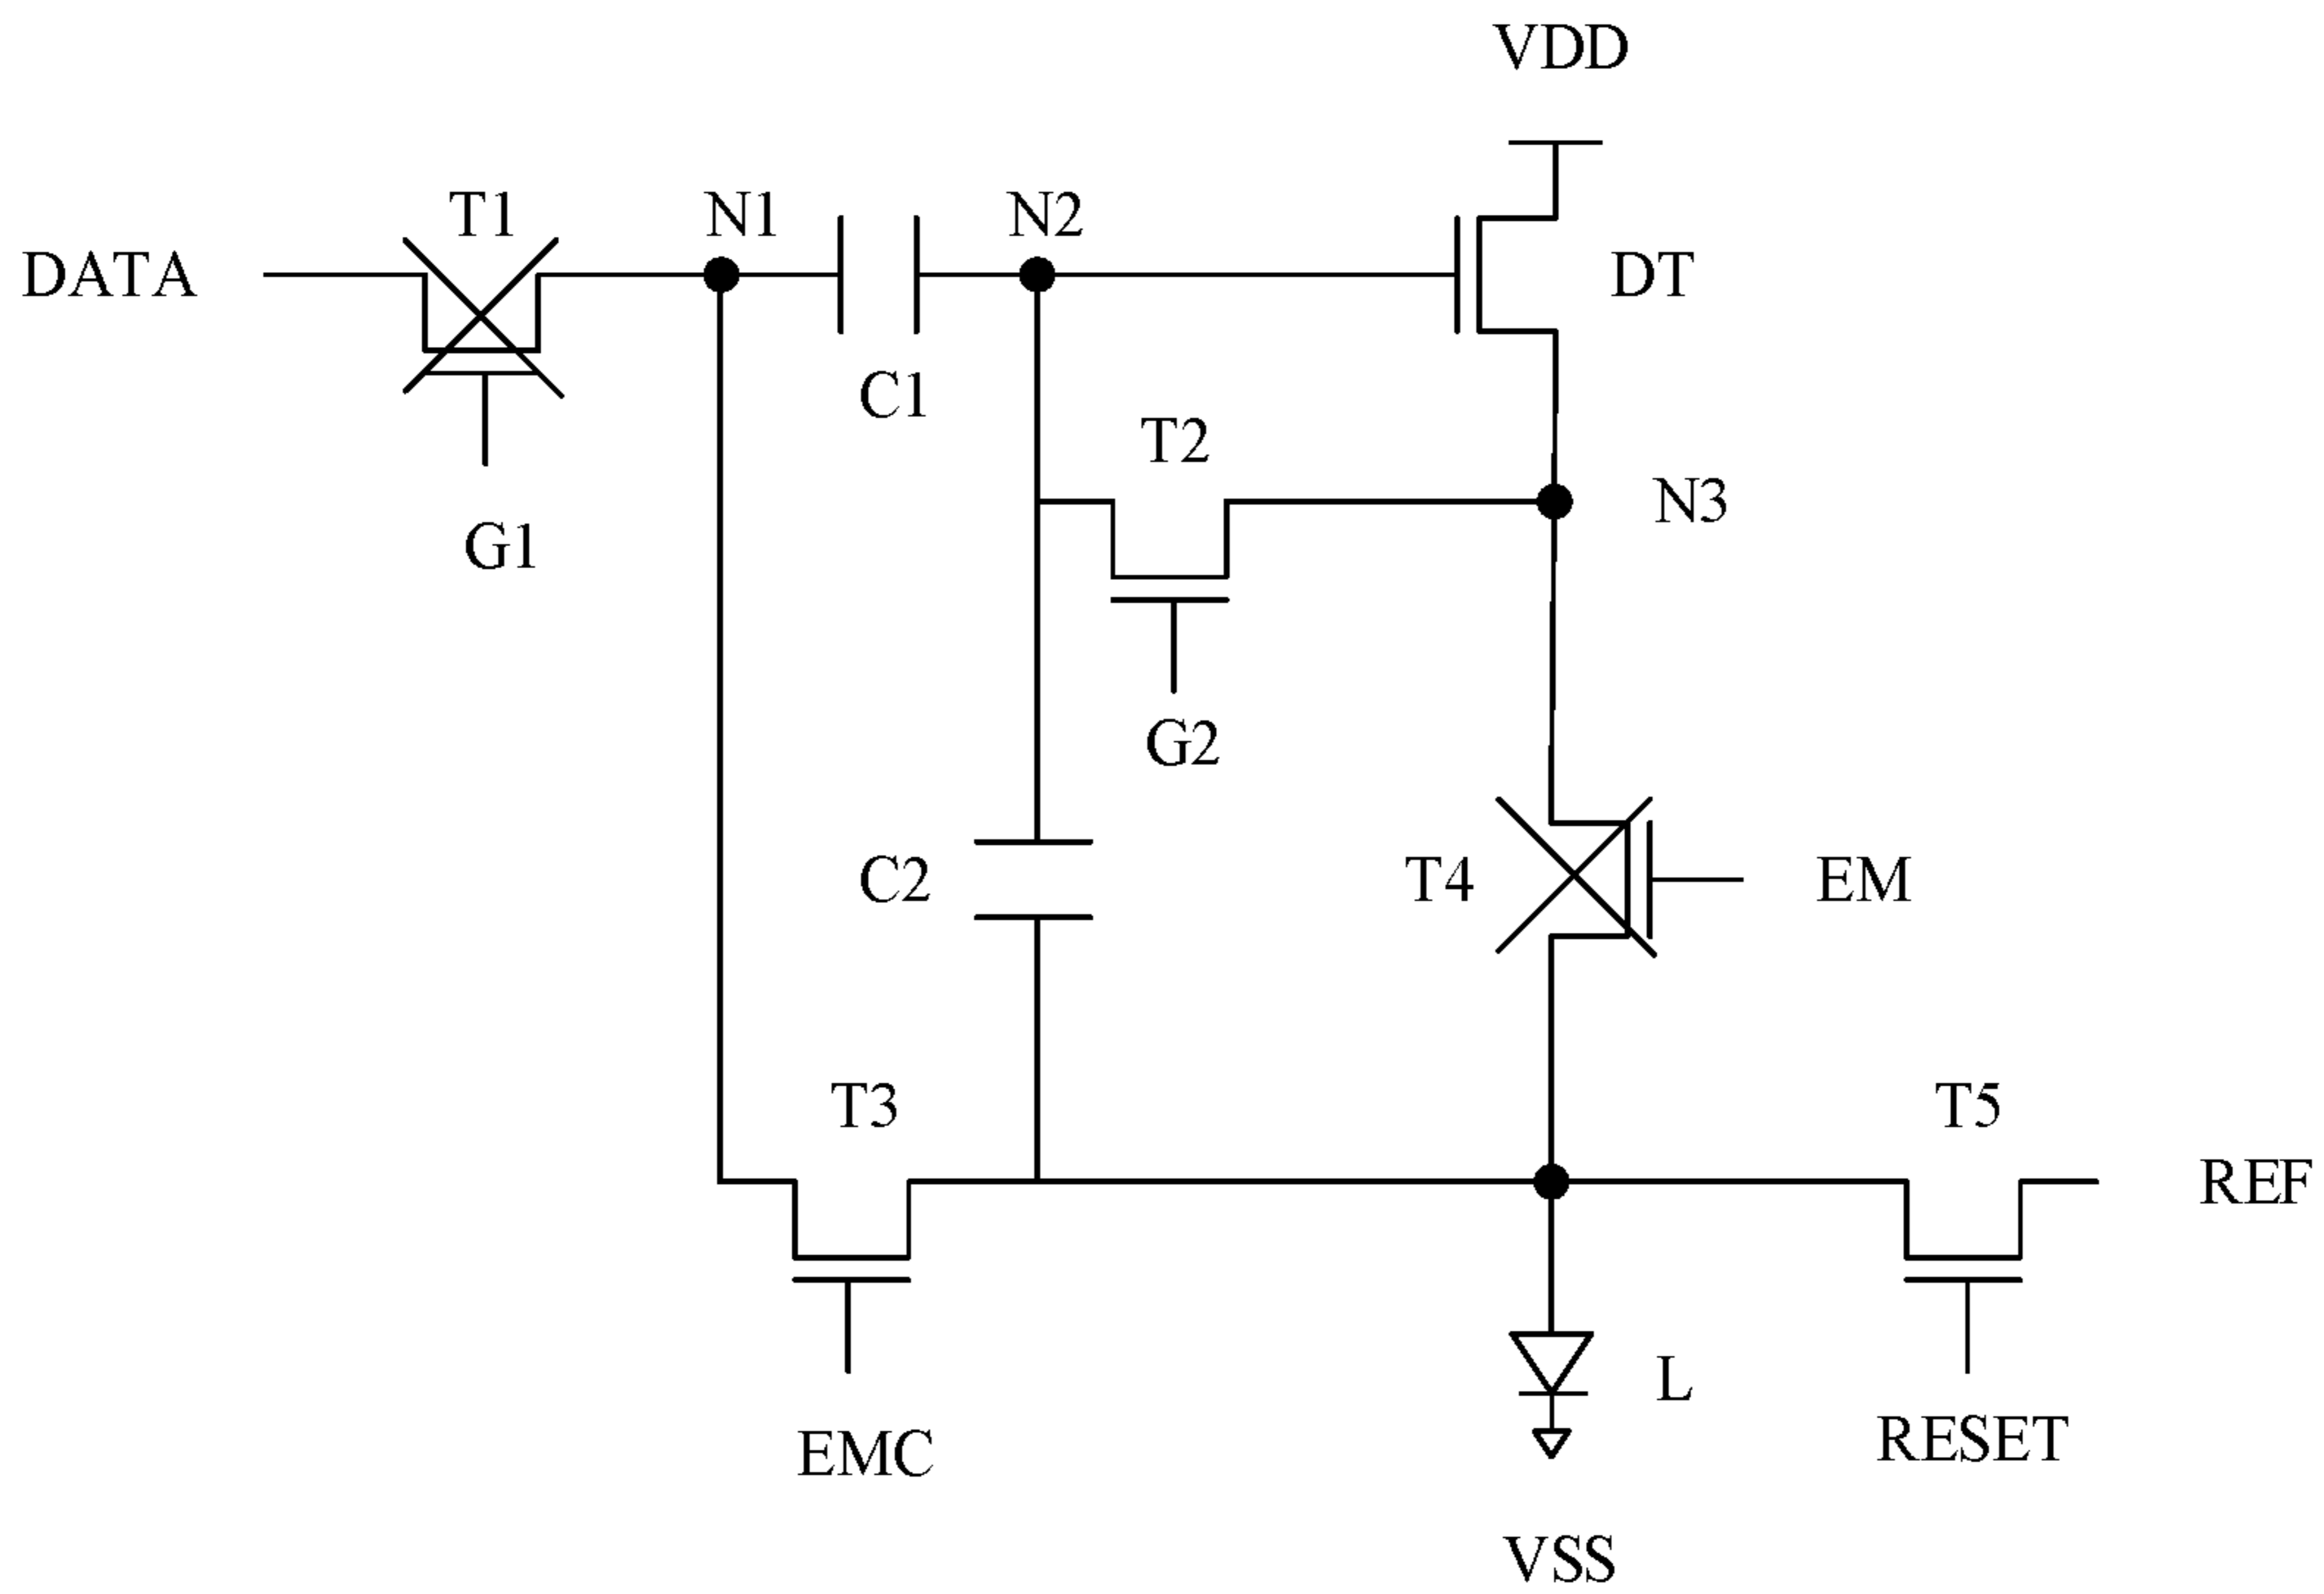 VDD
T1
N1
N2
DATA
DT
C1
T2
N3
G1
G2
C2
T4
EM
T3
T5
REF
L
EMC
RESET
VSS